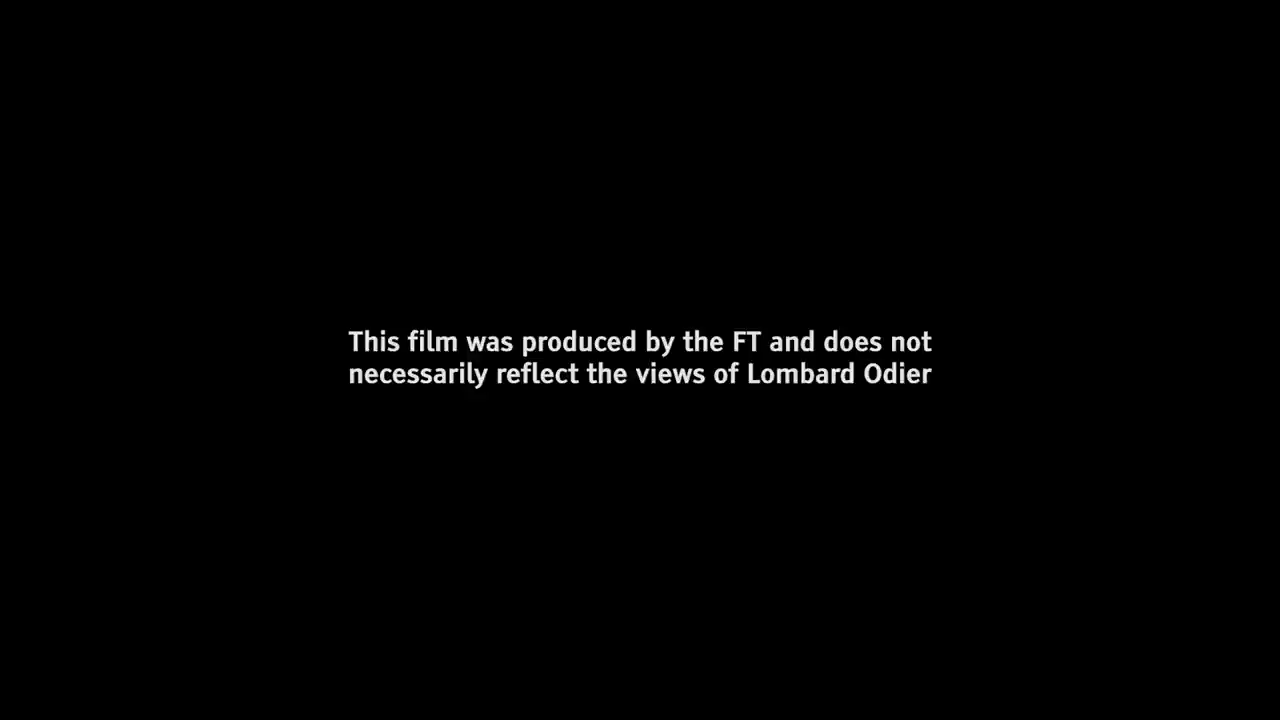 This film was produced by the FT and does not
necessarily reflect the views of Lombard Odier